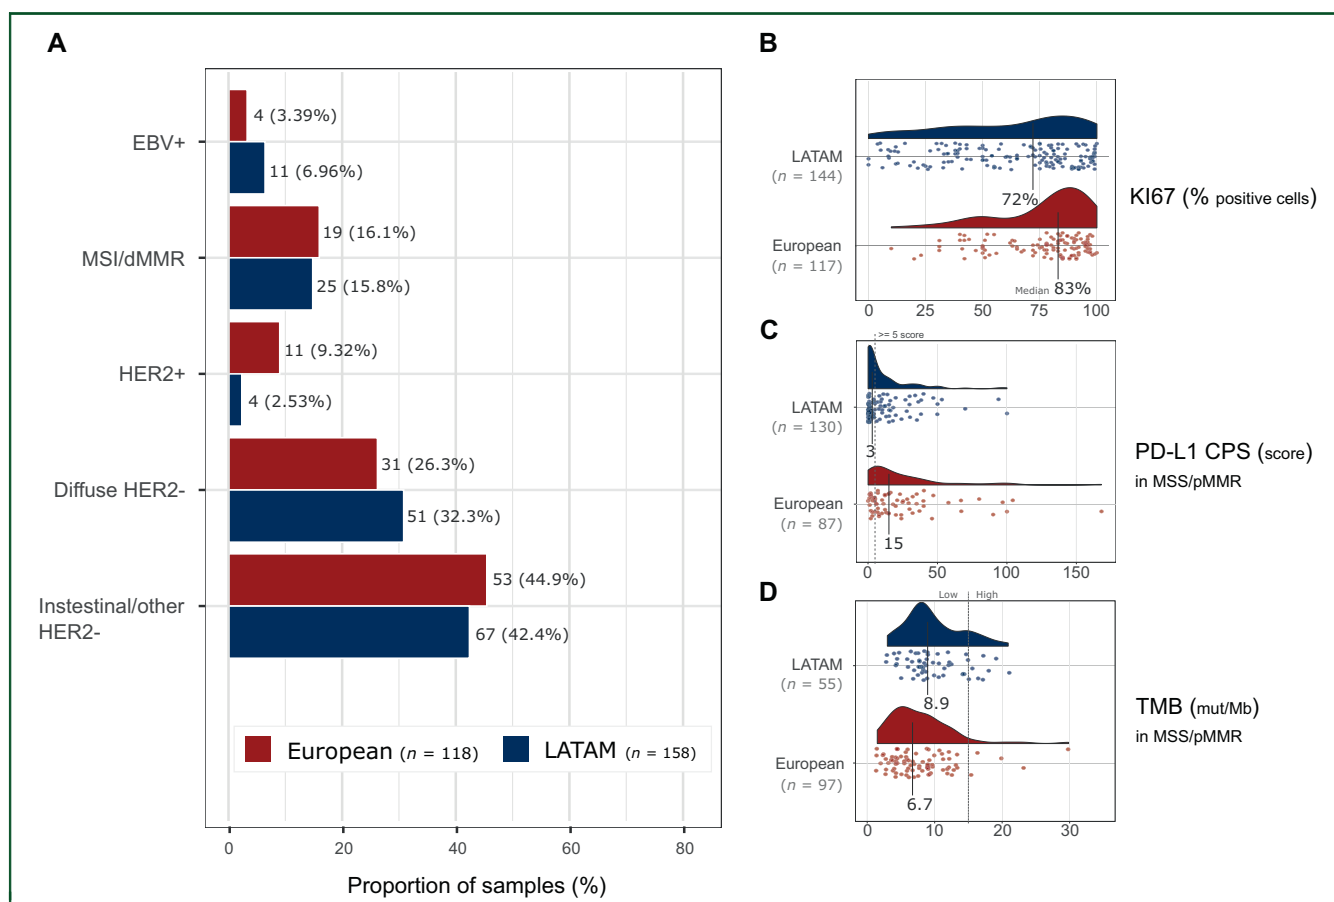 A
EBV+
4 (3.39%)
11 (6.96%)
MSI/dMMR
19 (16.1%)
25 (15.8%)
HER2+
11 (9.32%)
4 (2.53%)
Diffuse HER2-
31 (26.3%)
51 (32.3%)
Instestinal/other
HER2-
53 (44.9%)
67 (42.4%)
European (n = 118) LATAM (n = 158)
0 20 40 60 80
Proportion of samples (%)
B
LATAM
(n = 144)
72%
European
(n = 117)
Median 83%
0 25 50 75 100
KI67 (% positive cells)
C
>= 5 score
LATAM
(n = 130)
3
European
(n = 87)
15
0 50 100 150
PD-L1 CPS (score)
in MSS/pMMR
D
Low High
LATAM
(n = 55)
8.9
European
(n = 97)
6.7
0 10 20 30
TMB (mut/Mb)
in MSS/pMMR